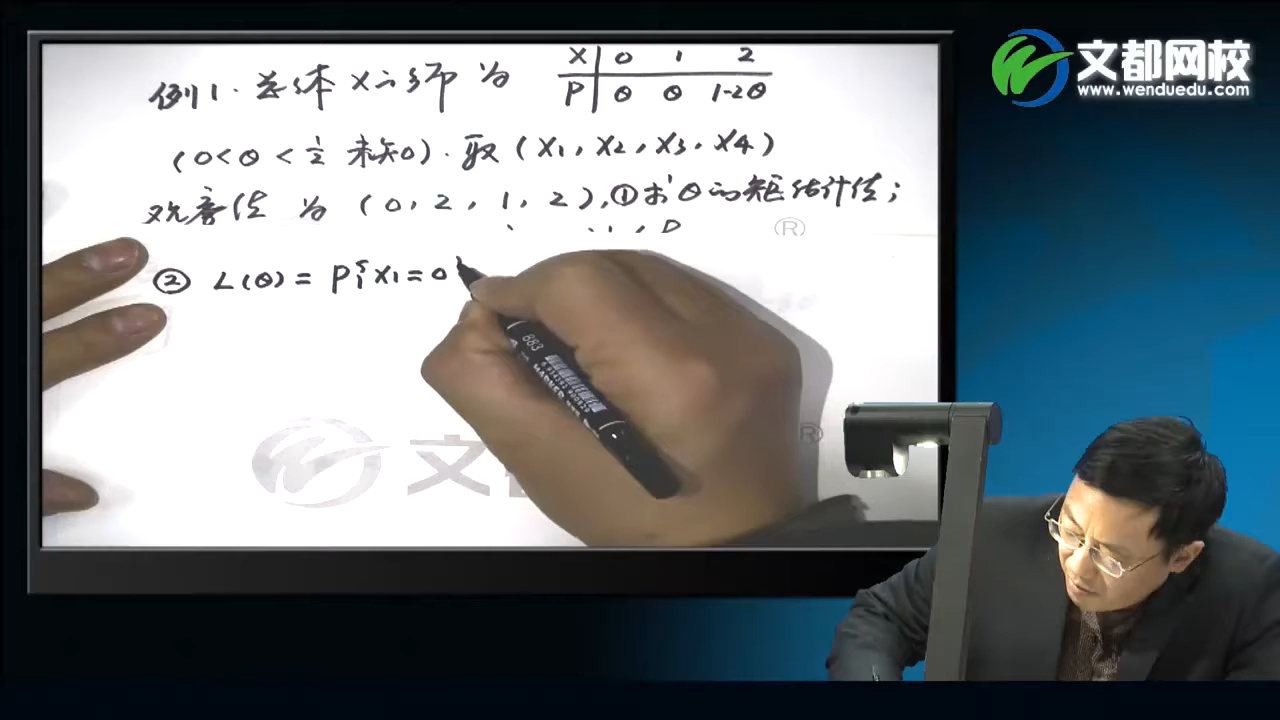 文都网校
www.wenduedu.com
X 0 1 2
例1. 总体 X 分布 为
P θ θ 1-2θ
(0<θ<1/2 未知). 取 (X1, X2, X3, X4)
观察值 为 (0, 2, 1, 2), ①求θ的矩估计值;
® 
② L(θ) = P{X1=0}
文
®
883